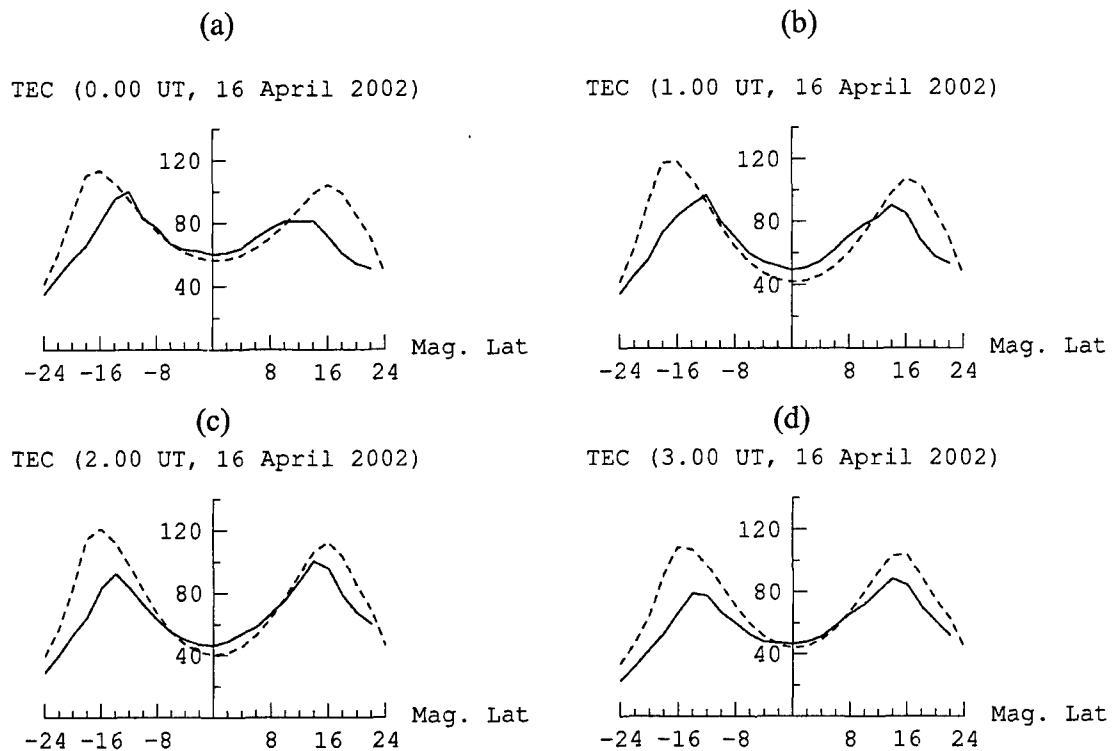 (a)
TEC (0.00 UT, 16 April 2002)
120
80
40
Mag. Lat
-24 -16 -8 8 16 24
(b)
TEC (1.00 UT, 16 April 2002)
120
80
40
Mag. Lat
-24 -16 -8 8 16 24
(c)
TEC (2.00 UT, 16 April 2002)
120
80
40
Mag. Lat
-24 -16 -8 8 16 24
(d)
TEC (3.00 UT, 16 April 2002)
120
80
40
Mag. Lat
-24 -16 -8 8 16 24